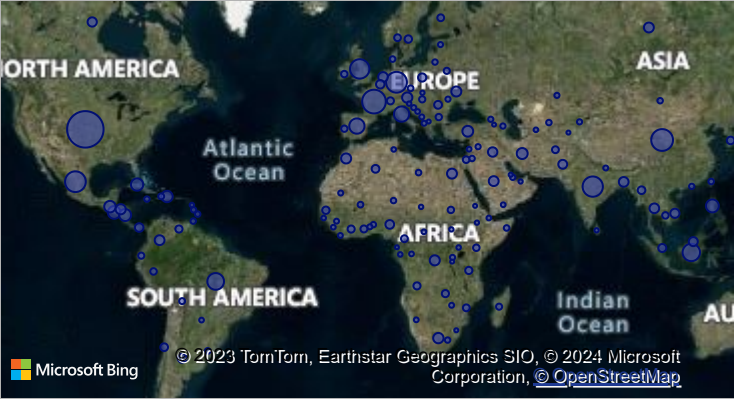 ASIA
NORTH AMERICA
EUROPE
Atlantic
Ocean
AFRICA
SOUTH AMERICA
Indian
Ocean
AU
© 2023 TomTom, Earthstar Geographics SIO, © 2024 Microsoft
Corporation, © OpenStreetMap
Microsoft Bing